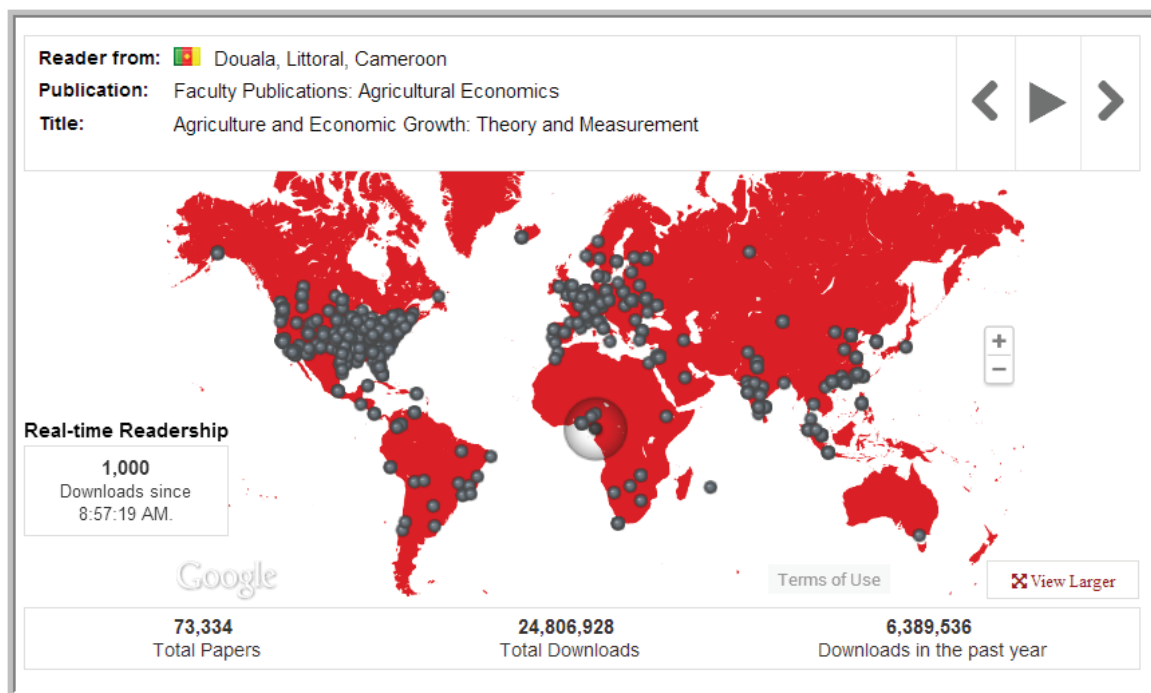 Reader from: Douala, Littoral, Cameroon
Publication: Faculty Publications: Agricultural Economics
Title: Agriculture and Economic Growth: Theory and Measurement
+
−
Real-time Readership
1,000
Downloads since
8:57:19 AM.
Google
Terms of Use
View Larger
73,334
Total Papers
24,806,928
Total Downloads
6,389,536
Downloads in the past year